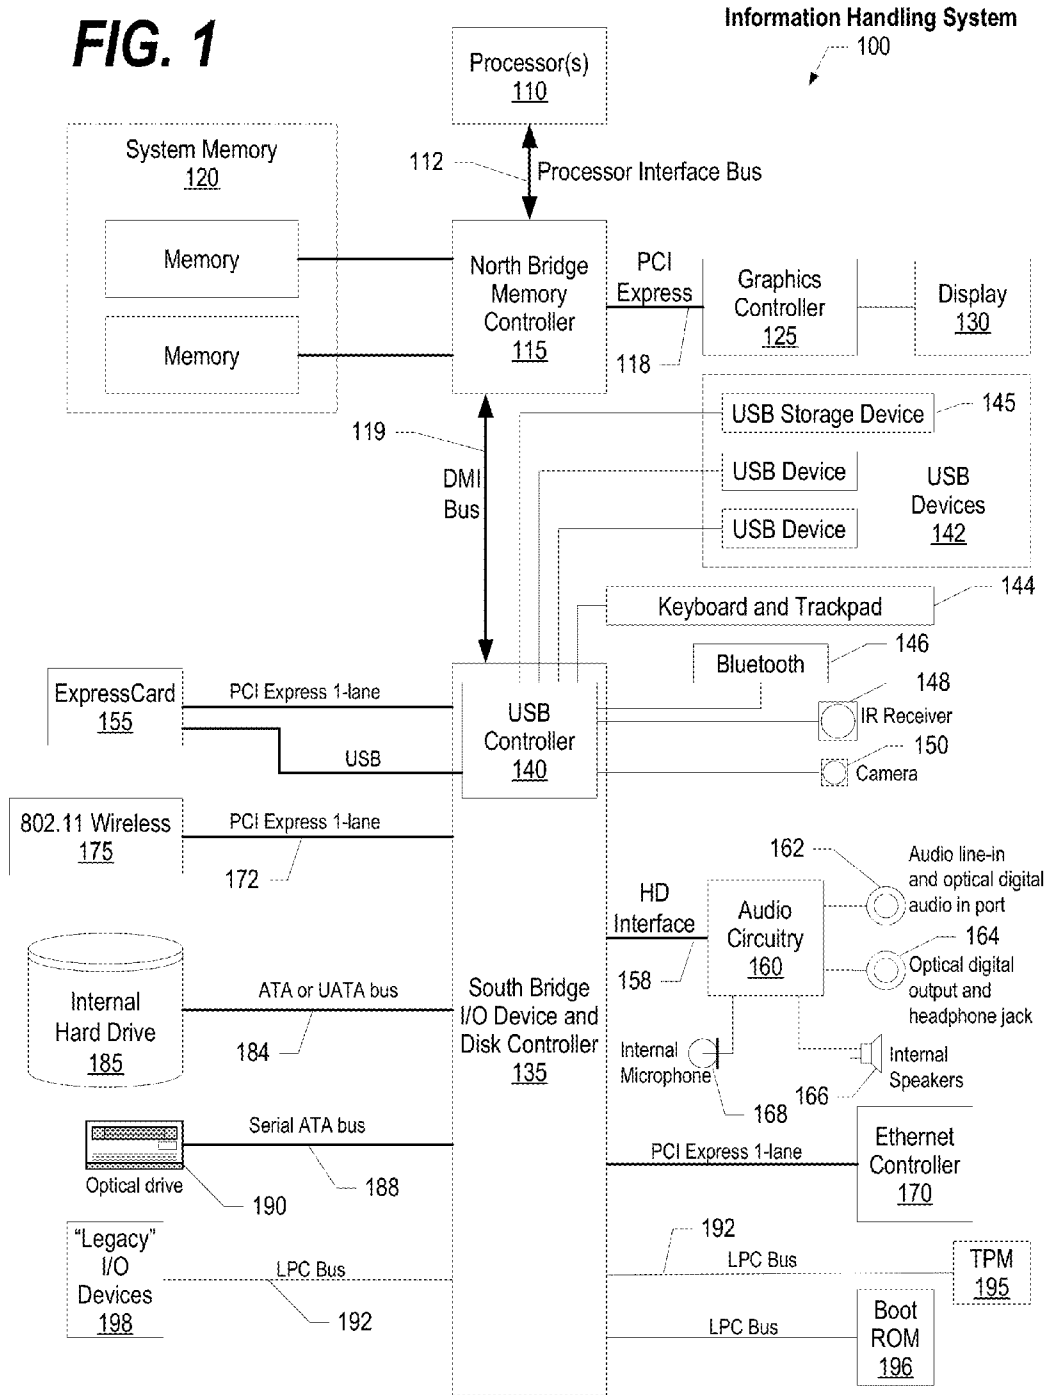 FIG. 1
Information Handling System
100
Processor(s)
110
112
Processor Interface Bus
System Memory
120
Memory
Memory
North Bridge
Memory
Controller
115
PCI
Express
118
Graphics
Controller
125
Display
130
119
DMI
Bus
USB Storage Device
145
USB Device
USB Device
USB
Devices
142
144
Keyboard and Trackpad
146
Bluetooth
148
IR Receiver
150
Camera
ExpressCard
155
PCI Express 1-lane
USB
USB
Controller
140
802.11 Wireless
175
PCI Express 1-lane
172
162
Audio line-in
and optical digital
audio in port
HD
Interface
158
Audio
Circuitry
160
164
Optical digital
output and
headphone jack
Internal
Hard Drive
185
ATA or UATA bus
184
South Bridge
I/O Device and
Disk Controller
135
Internal
Microphone
168
166
Internal
Speakers
Serial ATA bus
188
Optical drive
190
PCI Express 1-lane
Ethernet
Controller
170
"Legacy"
I/O
Devices
198
LPC Bus
192
192
LPC Bus
TPM
195
LPC Bus
Boot
ROM
196